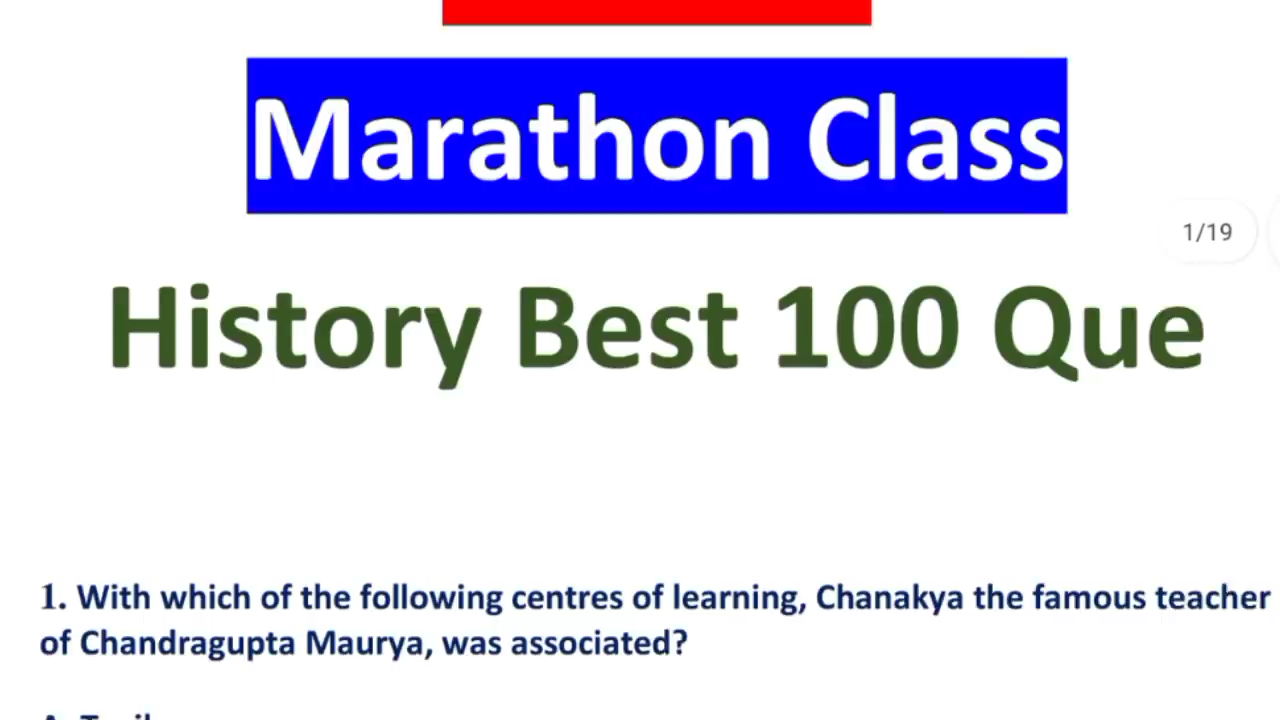 Marathon Class
1/19
History Best 100 Que
1. With which of the following centres of learning, Chanakya the famous teacher
of Chandragupta Maurya, was associated?